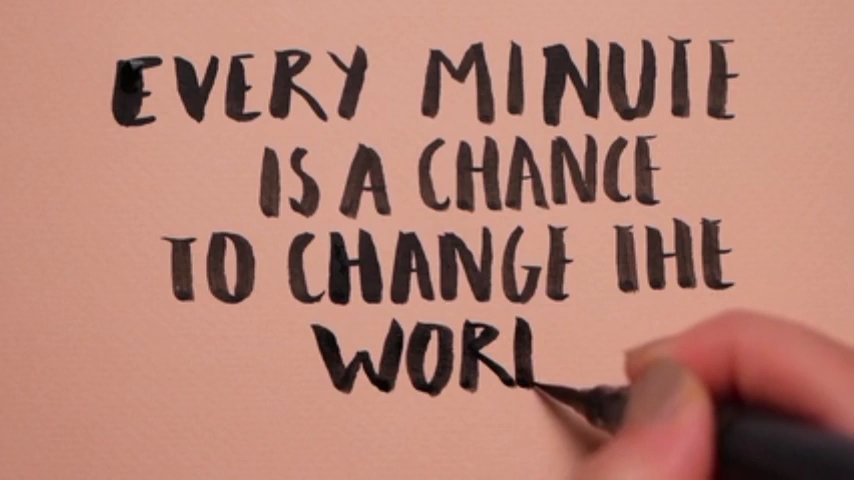 EVERY MINUTE
IS A CHANCE
TO CHANGE THE
WORL